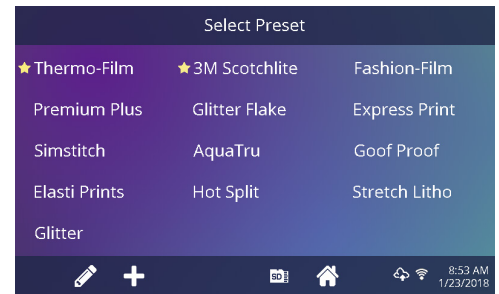 Select Preset
Thermo-Film
3M Scotchlite
Fashion-Film
Premium Plus
Glitter Flake
Express Print
Simstitch
AquaTru
Goof Proof
Elasti Prints
Hot Split
Stretch Litho
Glitter
SD
8:53 AM
1/23/2018